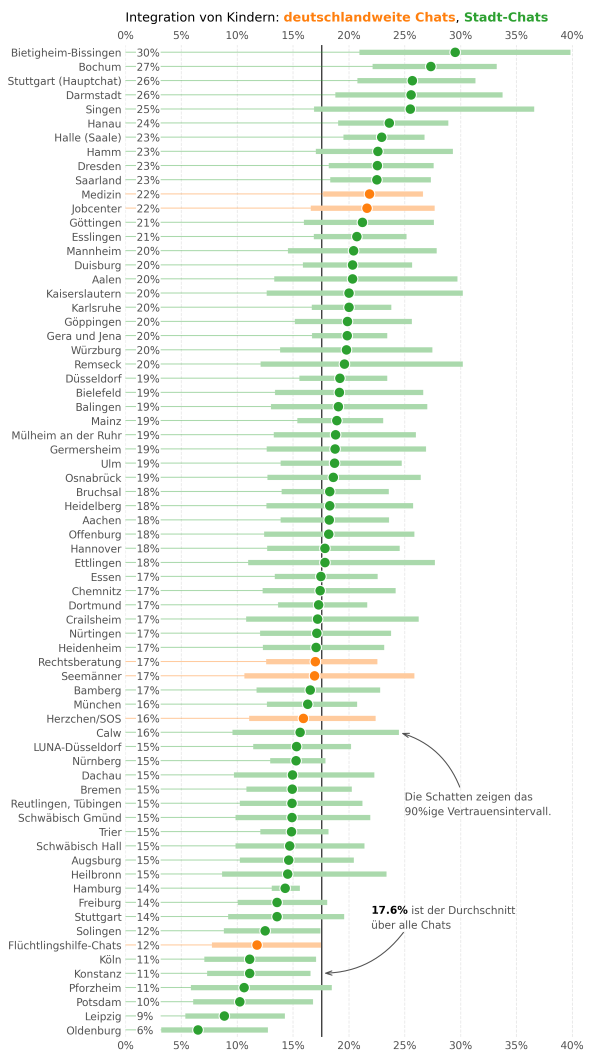 Integration von Kindern: deutschlandweite Chats, Stadt-Chats
0% 5% 10% 15% 20% 25% 30% 35% 40%
Bietigheim-Bissingen 30%
Bochum 27%
Stuttgart (Hauptchat) 26%
Darmstadt 26%
Singen 25%
Hanau 24%
Halle (Saale) 23%
Hamm 23%
Dresden 23%
Saarland 23%
Medizin 22%
Jobcenter 22%
Göttingen 21%
Esslingen 21%
Mannheim 20%
Duisburg 20%
Aalen 20%
Kaiserslautern 20%
Karlsruhe 20%
Göppingen 20%
Gera und Jena 20%
Würzburg 20%
Remseck 20%
Düsseldorf 19%
Bielefeld 19%
Balingen 19%
Mainz 19%
Mülheim an der Ruhr 19%
Germersheim 19%
Ulm 19%
Osnabrück 19%
Bruchsal 18%
Heidelberg 18%
Aachen 18%
Offenburg 18%
Hannover 18%
Ettlingen 18%
Essen 17%
Chemnitz 17%
Dortmund 17%
Crailsheim 17%
Nürtingen 17%
Heidenheim 17%
Rechtsberatung 17%
Seemänner 17%
Bamberg 17%
München 16%
Herzchen/SOS 16%
Calw 16%
LUNA-Düsseldorf 15%
Nürnberg 15%
Dachau 15%
Bremen 15%
Die Schatten zeigen das
90%ige Vertrauensintervall.
Reutlingen, Tübingen 15%
Schwäbisch Gmünd 15%
Trier 15%
Schwäbisch Hall 15%
Augsburg 15%
Heilbronn 15%
Hamburg 14%
Freiburg 14%
Stuttgart 14%
17.6% ist der Durchschnitt
über alle Chats
Solingen 12%
Flüchtlingshilfe-Chats 12%
Köln 11%
Konstanz 11%
Pforzheim 11%
Potsdam 10%
Leipzig 9%
Oldenburg 6%
0% 5% 10% 15% 20% 25% 30% 35% 40%